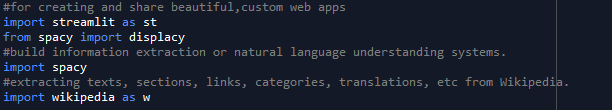 #for creating and share beautiful,custom web apps
import streamlit as st
from spacy import displacy
#build information extraction or natural language understanding systems.
import spacy
#extracting texts, sections, links, categories, translations, etc from Wikipedia.
import wikipedia as w